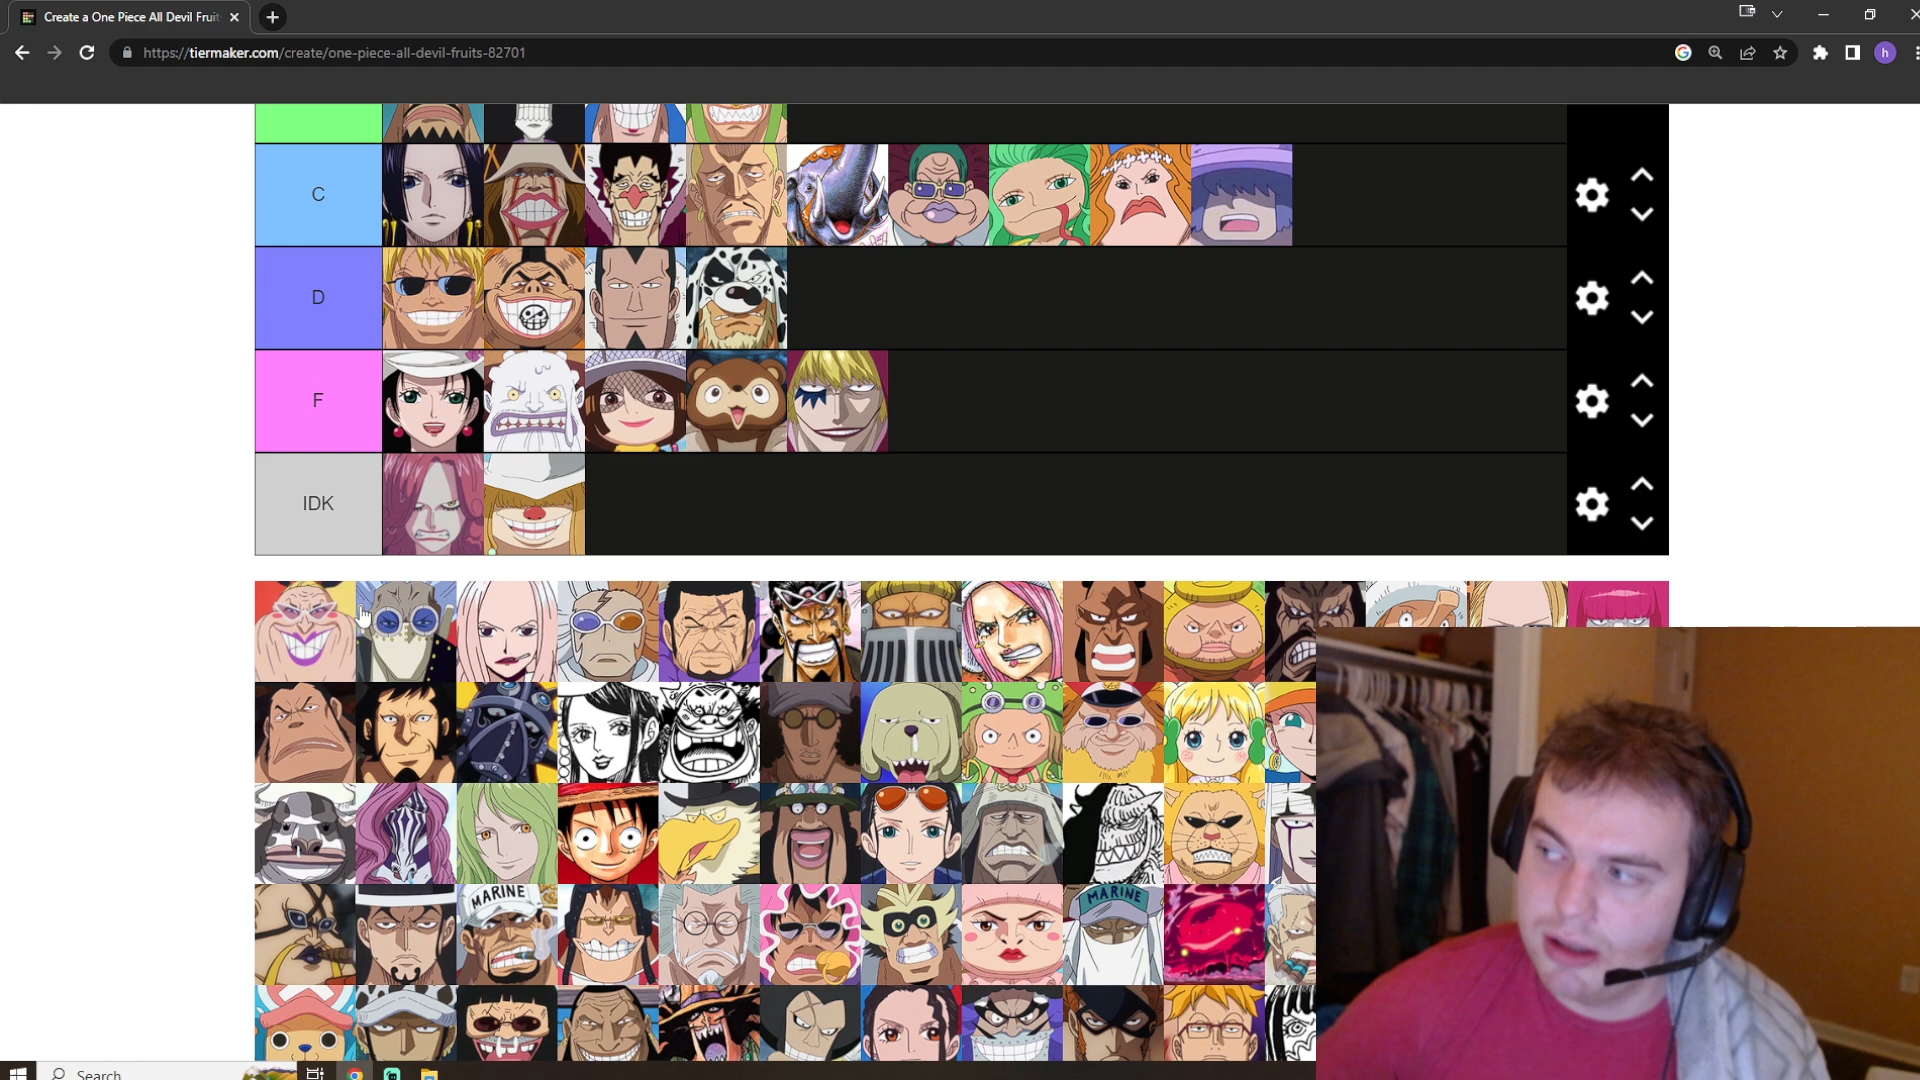 Create a One Piece All Devil Fruit
https://tiermaker.com/create/one-piece-all-devil-fruits-82701
h
C
D
F
IDK
MARINE
MARINE
Search